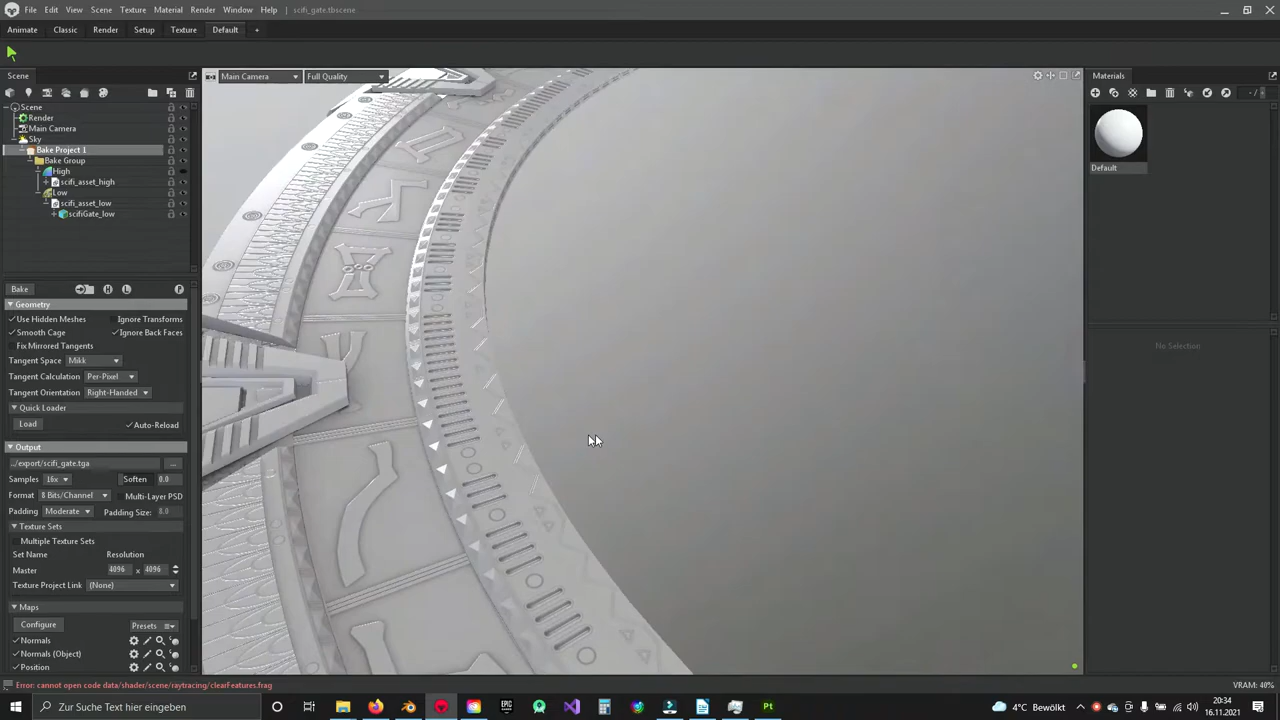 File Edit View Scene Texture Material Render Window Help scifi_gate.tbscene
Animate Classic Render Setup Texture Default +
Scene
Main Camera Full Quality
Materials
Scene
Render
Main Camera
Sky
Bake Project 1
Bake Group
High
scifi_asset_high
Low
scifi_asset_low
scifiGate_low
Default
Bake H L P
Geometry
Use Hidden Meshes Ignore Transforms
Smooth Cage Ignore Back Faces
Fix Mirrored Tangents
Tangent Space Mikk
Tangent Calculation Per-Pixel
Tangent Orientation Right-Handed
Quick Loader
Load Auto-Reload
No Selection
Output
../export/scifi_gate.tga ...
Samples 16x Soften 0.0
Format 8 Bits/Channel Multi-Layer PSD
Padding Moderate Padding Size: 8.0
Texture Sets
Multiple Texture Sets
Set Name Resolution
Master 4096 x 4096
Texture Project Link (None)
Maps
Configure Presets
Normals
Normals (Object)
Position
Error: cannot open code data/shader/scene/raytracing/clearFeatures.frag
VRAM: 40%
Zur Suche Text hier eingeben
EPIC
Pt
4°C Bewölkt
20:34
16.11.2021